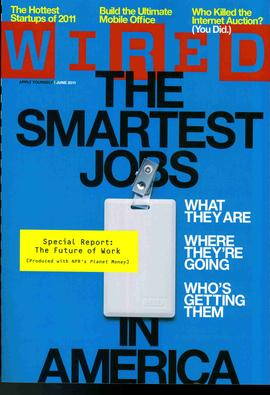 The Hottest
Startups of 2011
Build the Ultimate
Mobile Office
Who Killed the
Internet Auction?
(You Did.)
WIRED
APPLY YOURSELF | JUNE 2011
THE
SMARTEST
JOBS
WHAT
THEY ARE
WHERE
THEY'RE
GOING
WHO'S
GETTING
THEM
Special Report:
The Future of Work
[Produced with NPR's Planet Money]
IN
AMERICA